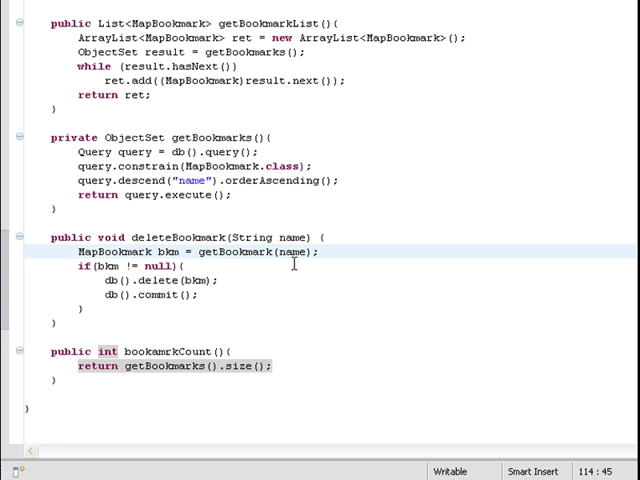 public List<MapBookmark> getBookmarkList(){
ArrayList<MapBookmark> ret = new ArrayList<MapBookmark>();
ObjectSet result = getBookmarks();
while (result.hasNext())
ret.add((MapBookmark)result.next());
return ret;
}
private ObjectSet getBookmarks(){
Query query = db().query();
query.constrain(MapBookmark.class);
query.descend("name").orderAscending();
return query.execute();
}
public void deleteBookmark(String name) {
MapBookmark bkm = getBookmark(name);
if(bkm != null){
db().delete(bkm);
db().commit();
}
}
public int bookamrkCount(){
return getBookmarks().size();
}
}
Writable Smart Insert 114 : 45